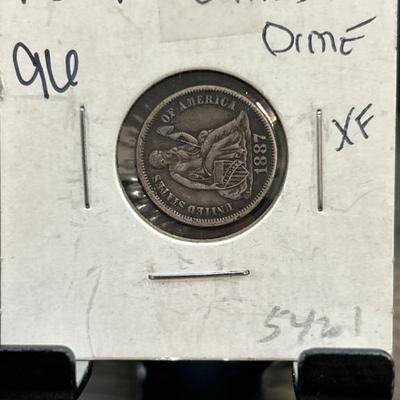 DIME
96
XF
UNITED STATES OF AMERICA
1887
5421